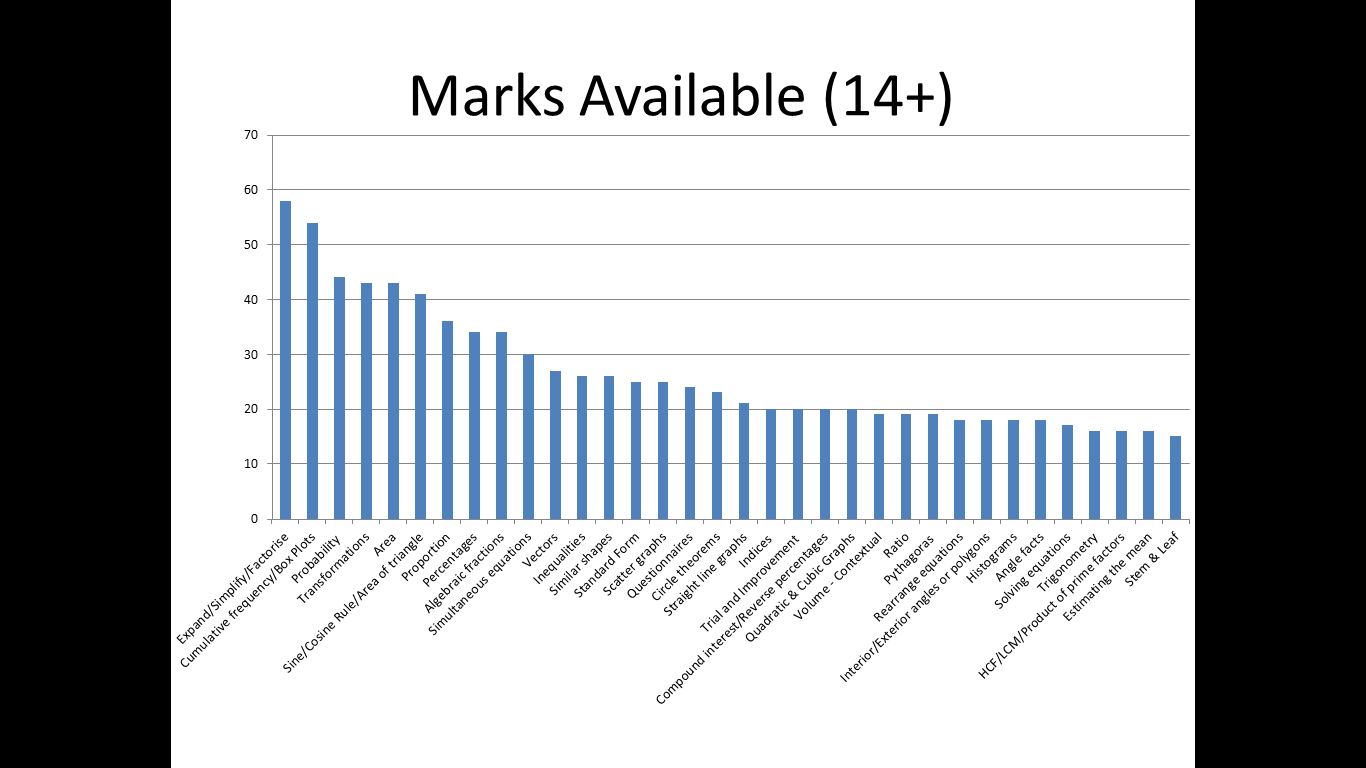 Marks Available (14+)
70
60
50
40
30
20
10
0
Expand/Simplify/Factorise
Cumulative frequency/Box Plots
Probability
Transformations
Area
Sine/Cosine Rule/Area of triangle
Proportion
Percentages
Algebraic fractions
Simultaneous equations
Vectors
Inequalities
Similar shapes
Standard Form
Scatter graphs
Questionnaires
Circle theorems
Straight line graphs
Indices
Trial and Improvement
Compound interest/Reverse percentages
Quadratic & Cubic Graphs
Volume - Contextual
Ratio
Pythagoras
Rearrange equations
Interior/Exterior angles or polygons
Histograms
Angle facts
Solving equations
Trigonometry
HCF/LCM/Product of prime factors
Estimating the mean
Stem & Leaf